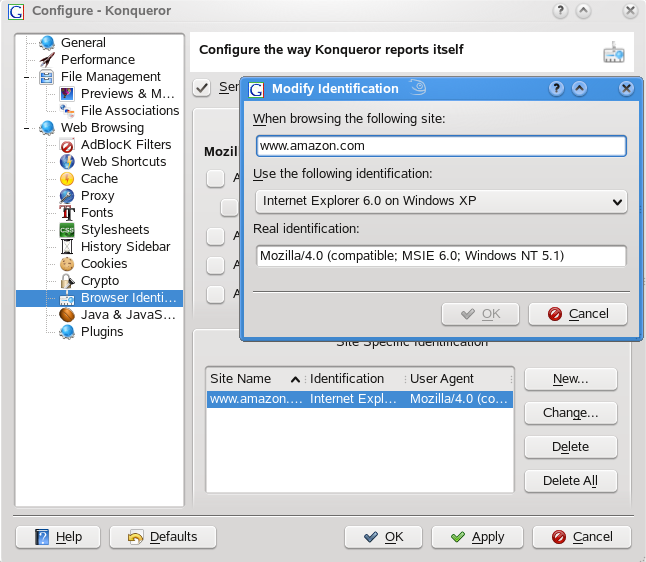 Configure - Konqueror
General
Performance
File Management
Previews & M...
File Associations
Web Browsing
AdBlocK Filters
Web Shortcuts
Cache
Proxy
Fonts
Stylesheets
History Sidebar
Cookies
Crypto
Browser Identi...
Java & JavaS...
Plugins
Configure the way Konqueror reports itself
Modify Identification
When browsing the following site:
www.amazon.com
Use the following identification:
Internet Explorer 6.0 on Windows XP
Real identification:
Mozilla/4.0 (compatible; MSIE 6.0; Windows NT 5.1)
OK Cancel
Site Specific Identification
Site Name Identification User Agent
www.amazon.... Internet Expl... Mozilla/4.0 (co...
New...
Change...
Delete
Delete All
Help Defaults OK Apply Cancel